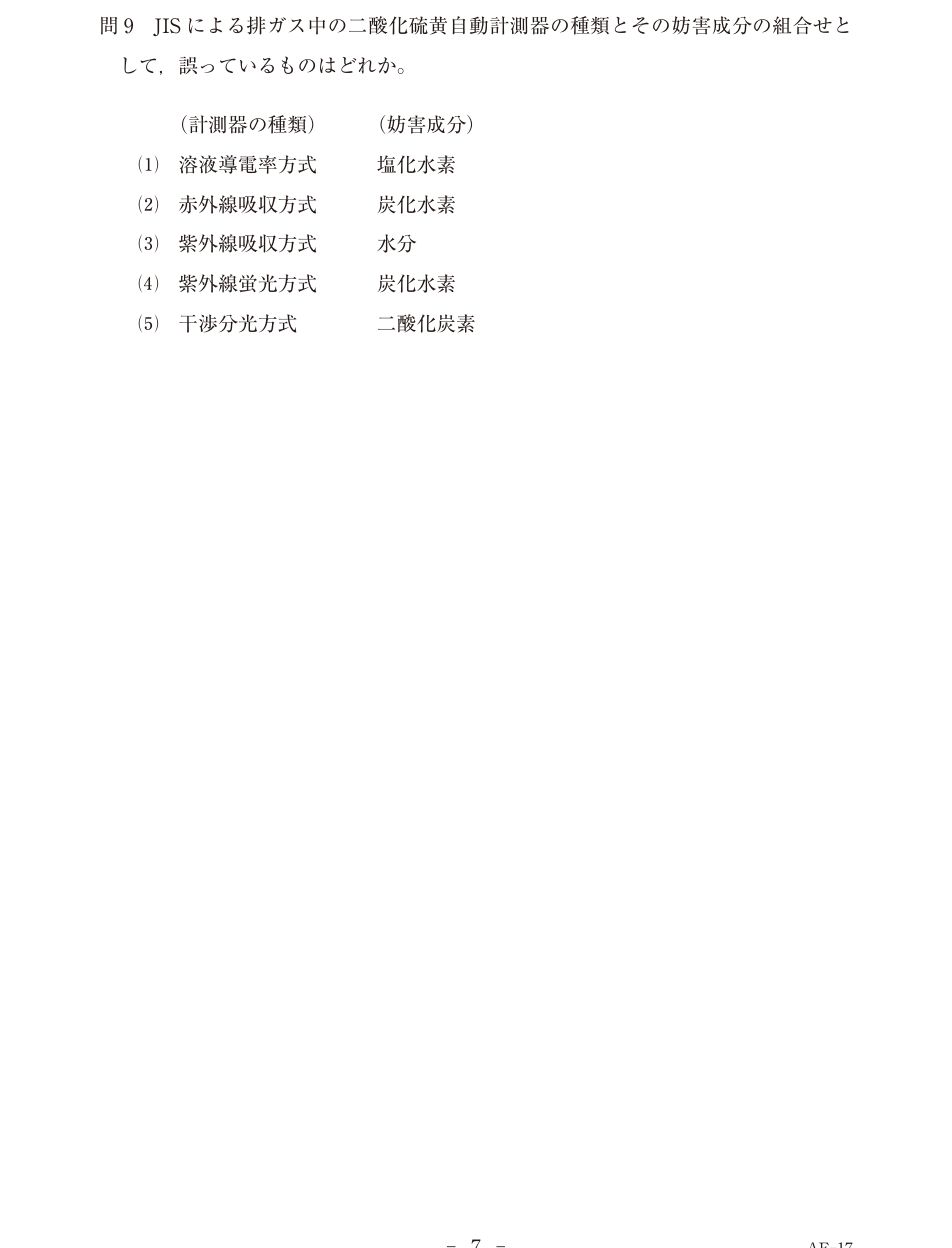 問9 JISによる排ガス中の二酸化硫黄自動計測器の種類とその妨害成分の組合せと
して，誤っているものはどれか。
（計測器の種類） （妨害成分）
⑴ 溶液導電率方式 塩化水素
⑵ 赤外線吸収方式 炭化水素
⑶ 紫外線吸収方式 水分
⑷ 紫外線蛍光方式 炭化水素
⑸ 干渉分光方式 二酸化炭素
－ 7 －
AE-17